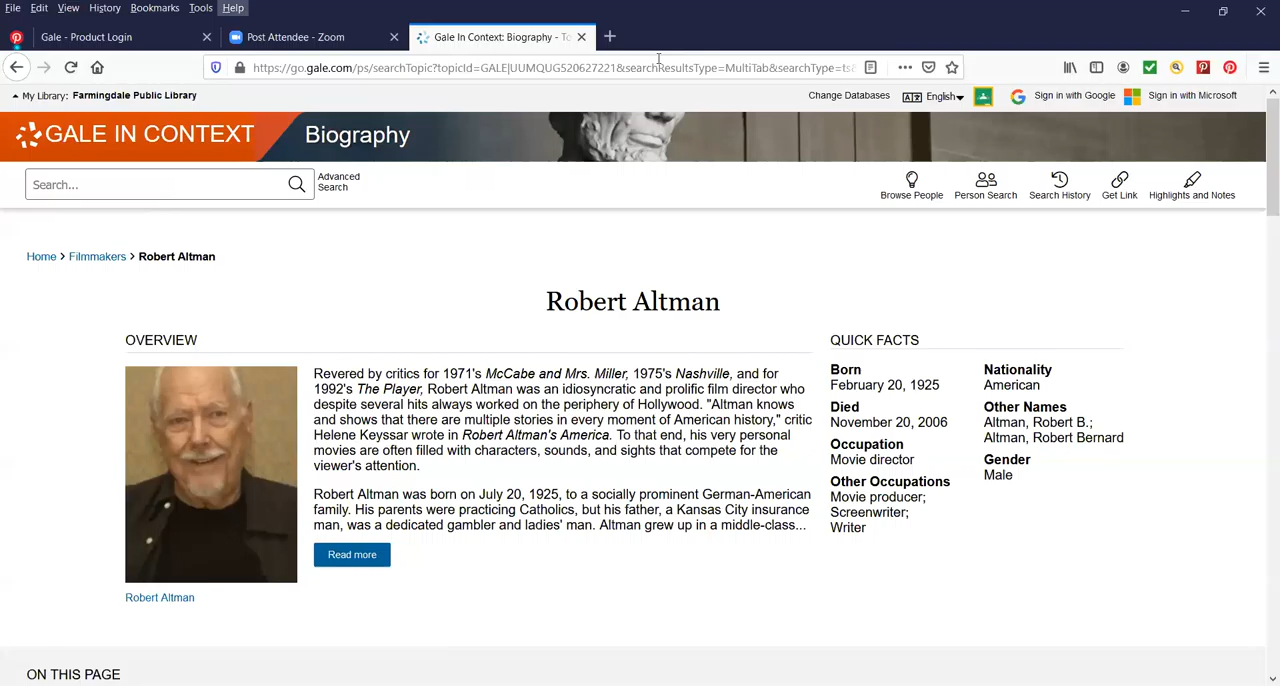 File Edit View History Bookmarks Tools Help
Gale - Product Login
Post Attendee - Zoom
Gale In Context: Biography - To
https://go.gale.com/ps/searchTopic?topicId=GALE|UUMQUG520627221&searchResultsType=MultiTab&searchType=ts&
My Library: Farmingdale Public Library
Change Databases
English
Sign in with Google
Sign in with Microsoft
GALE IN CONTEXT
Biography
Search...
Advanced
Search
Browse People
Person Search
Search History
Get Link
Highlights and Notes
Home > Filmmakers > Robert Altman
Robert Altman
OVERVIEW
Revered by critics for 1971's McCabe and Mrs. Miller, 1975's Nashville, and for
1992's The Player, Robert Altman was an idiosyncratic and prolific film director who
despite several hits always worked on the periphery of Hollywood. "Altman knows
and shows that there are multiple stories in every moment of American history," critic
Helene Keyssar wrote in Robert Altman's America. To that end, his very personal
movies are often filled with characters, sounds, and sights that compete for the
viewer's attention.
Robert Altman was born on July 20, 1925, to a socially prominent German-American
family. His parents were practicing Catholics, but his father, a Kansas City insurance
man, was a dedicated gambler and ladies' man. Altman grew up in a middle-class...
Read more
Robert Altman
QUICK FACTS
Born
February 20, 1925
Died
November 20, 2006
Occupation
Movie director
Other Occupations
Movie producer;
Screenwriter;
Writer
Nationality
American
Other Names
Altman, Robert B.;
Altman, Robert Bernard
Gender
Male
ON THIS PAGE